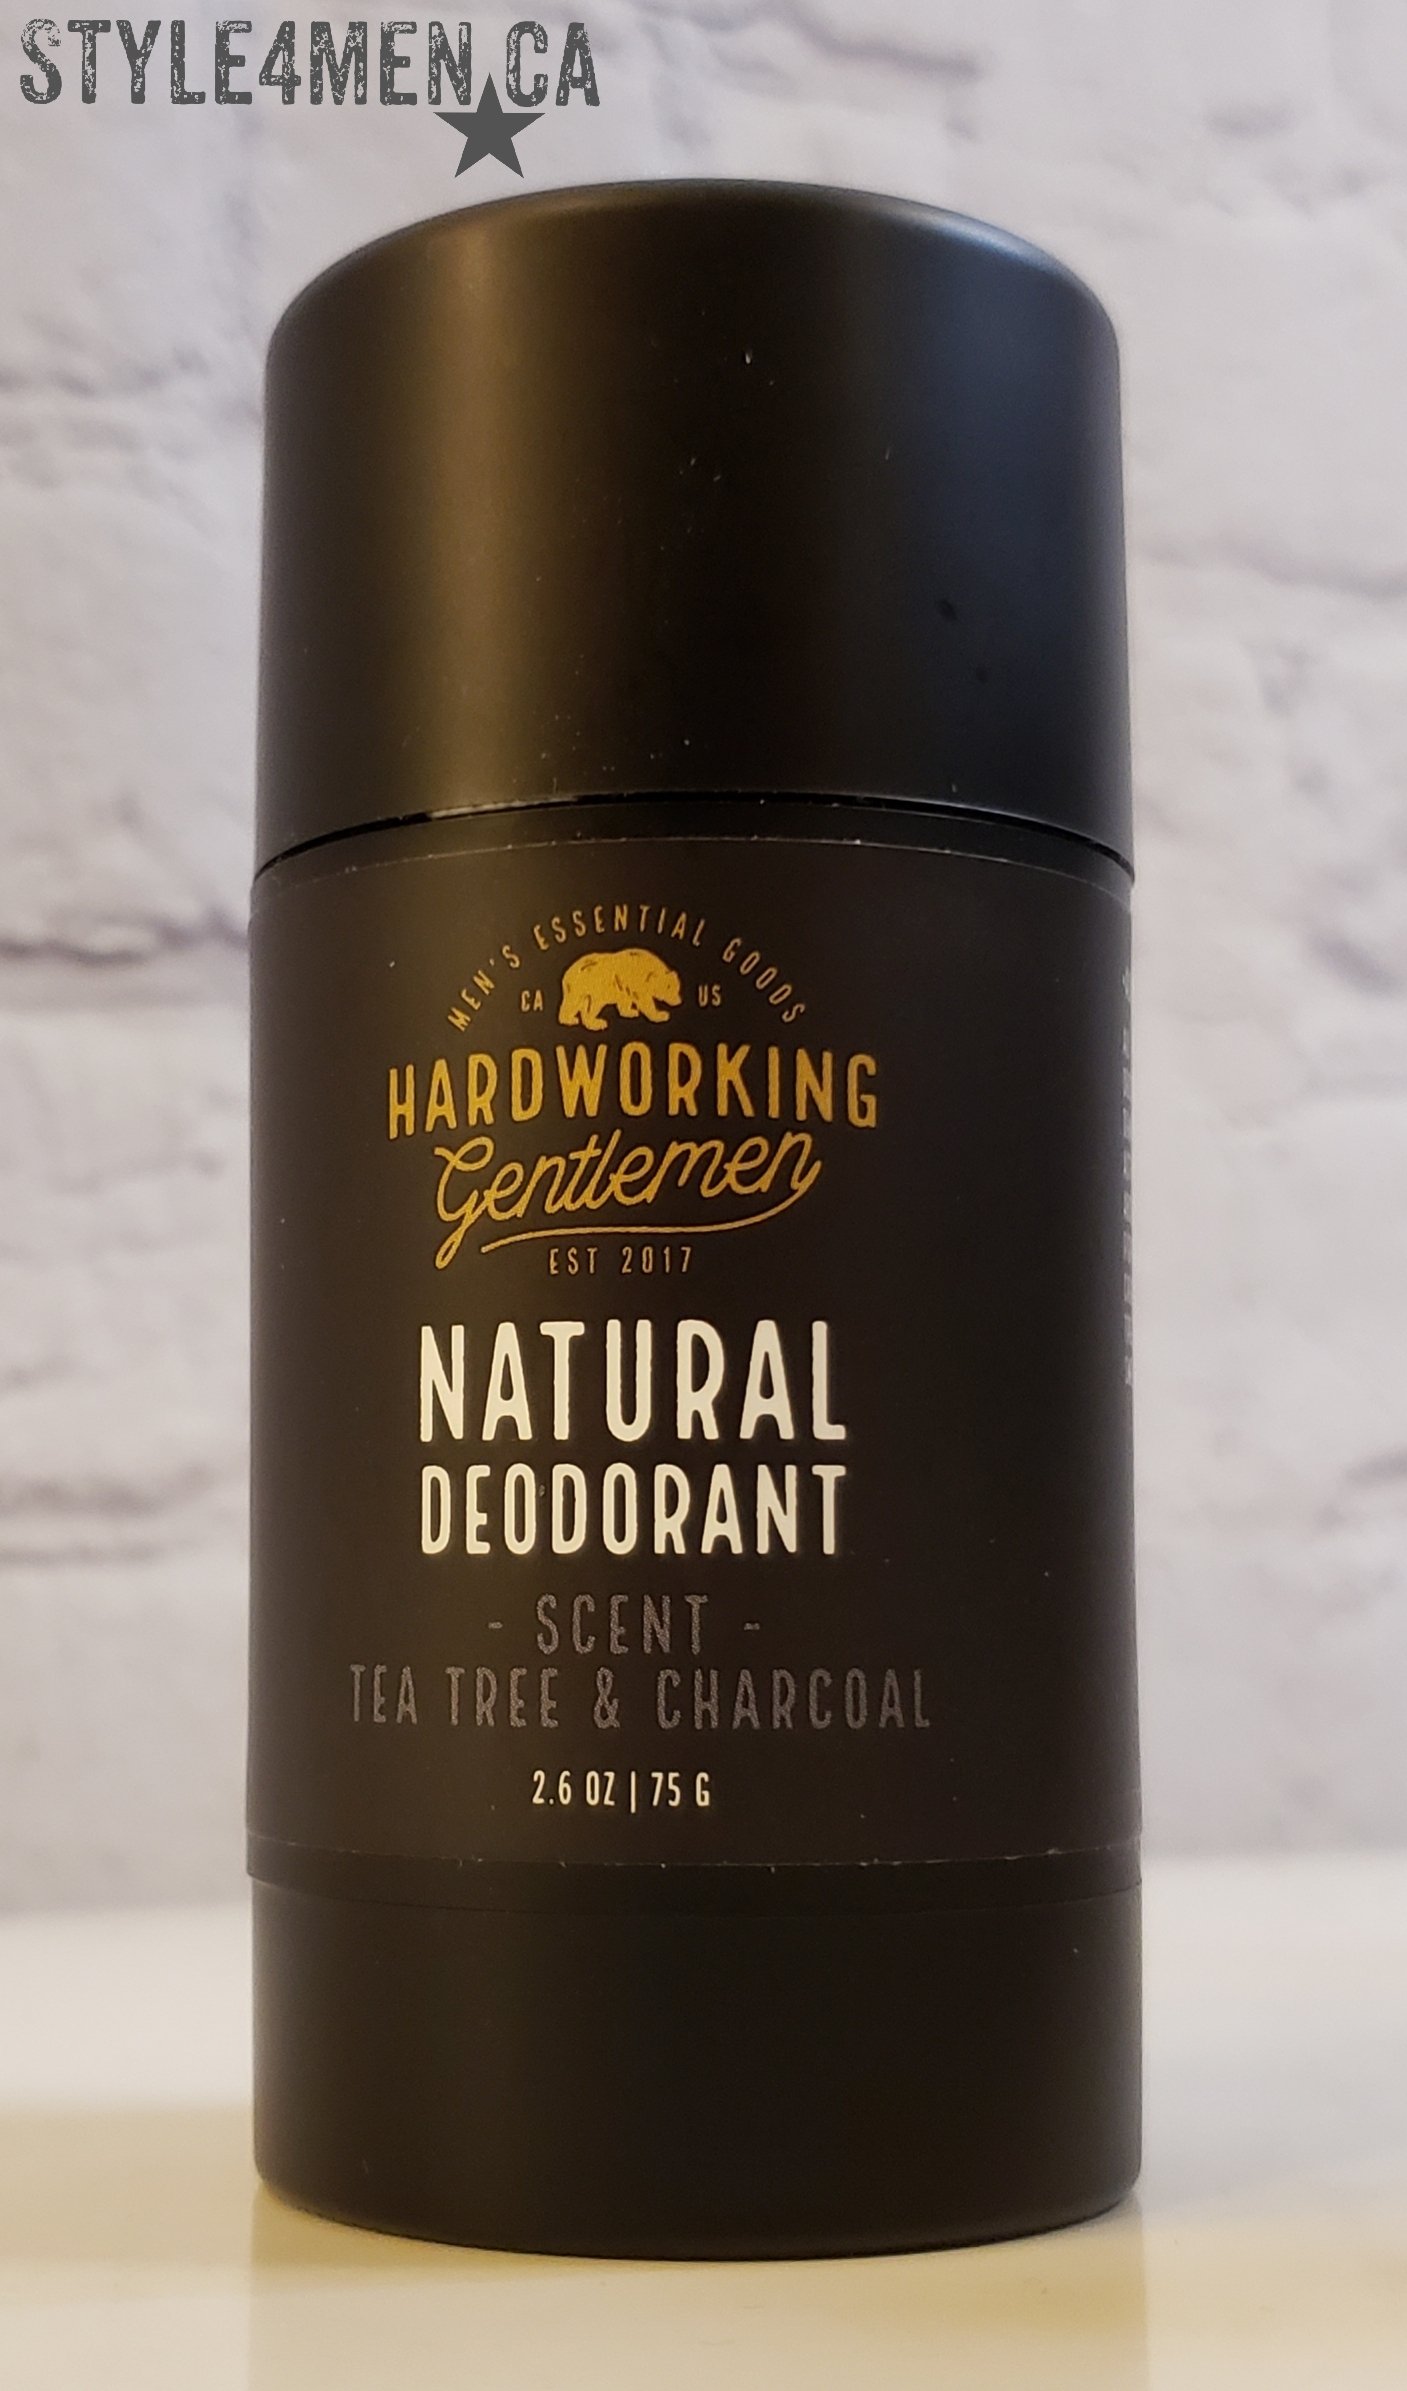 STYLE4MEN.CA
MEN'S ESSENTIAL GOODS
CA US
HARDWORKING
Gentlemen
EST 2017
NATURAL
DEODORANT
- SCENT -
TEA TREE & CHARCOAL
2.6 OZ | 75 G